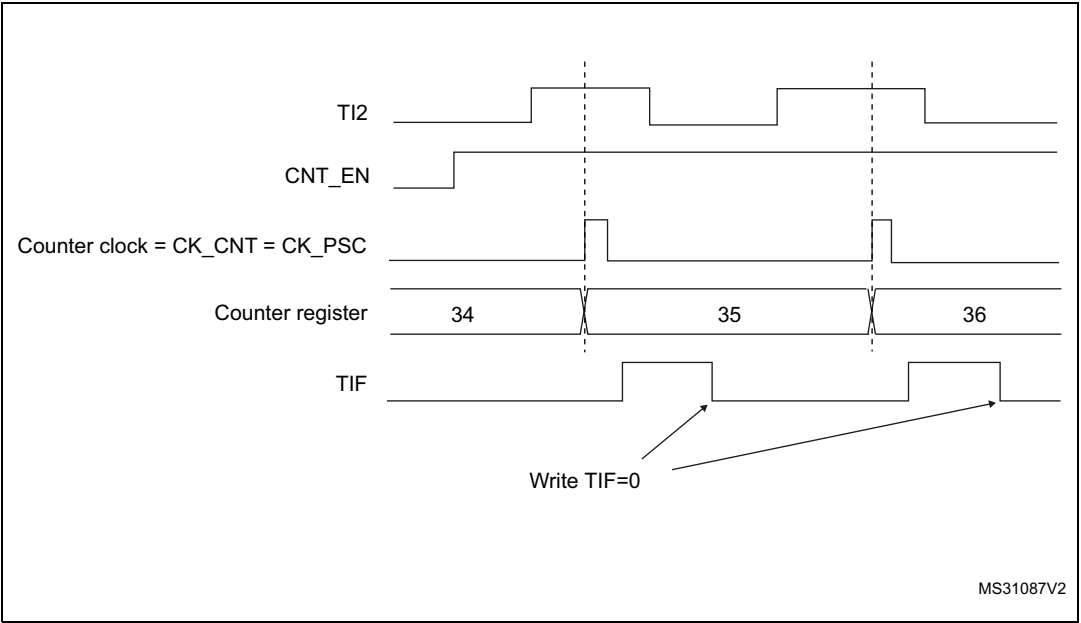 TI2
CNT_EN
Counter clock = CK_CNT = CK_PSC
Counter register 34 35 36
TIF
Write TIF=0
MS31087V2